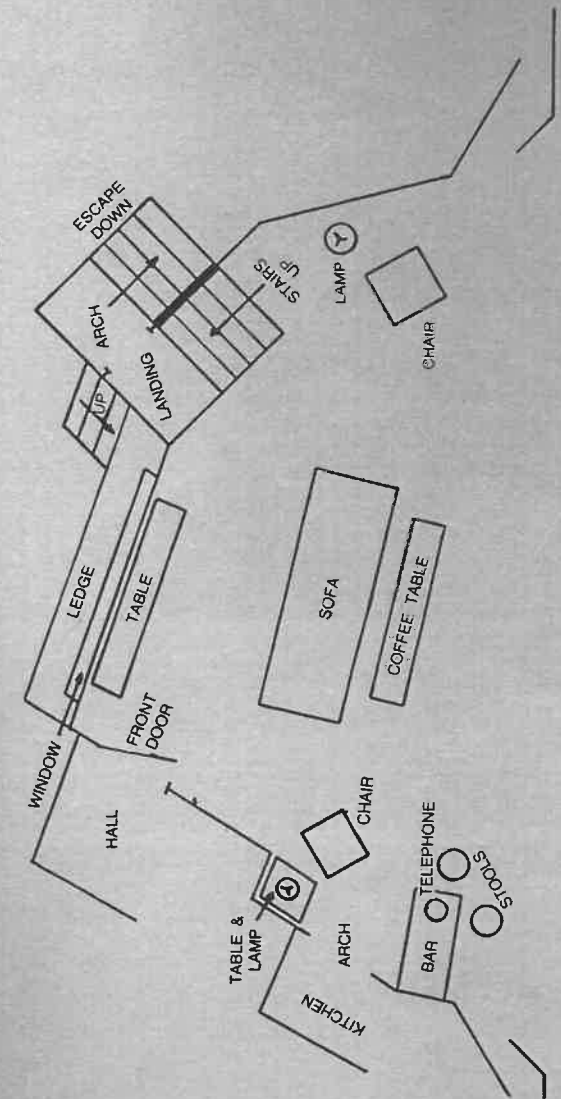 ESCAPE
DOWN
ARCH
STAIRS
UP
LANDING
UP
LAMP
CHAIR
LEDGE
TABLE
WINDOW
FRONT
DOOR
HALL
SOFA
COFFEE TABLE
CHAIR
TABLE &
LAMP
ARCH
KITCHEN
TELEPHONE
BAR
STOOLS